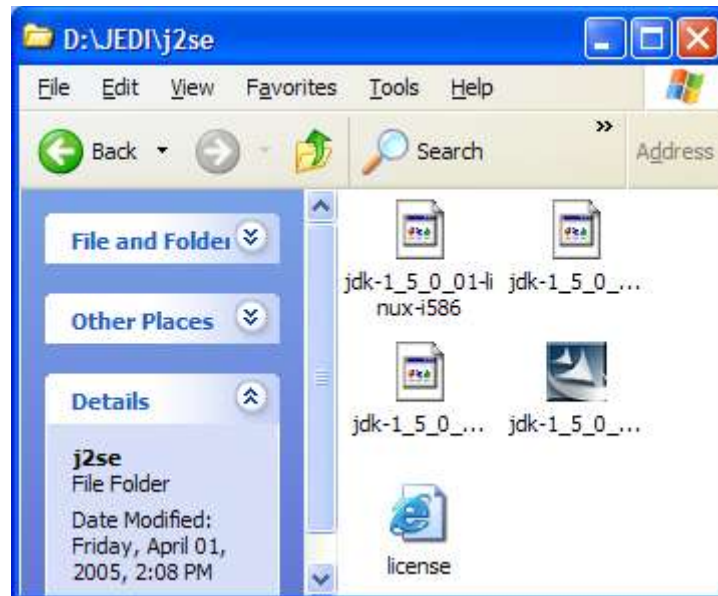 D:\JEDI\j2se
File Edit View Favorites Tools Help
Back Search » Address
File and Folder
Other Places
Details
j2se
File Folder
Date Modified:
Friday, April 01,
2005, 2:08 PM
jdk-1_5_0_01-li
nux-i586
jdk-1_5_0_...
jdk-1_5_0_...
jdk-1_5_0_...
license